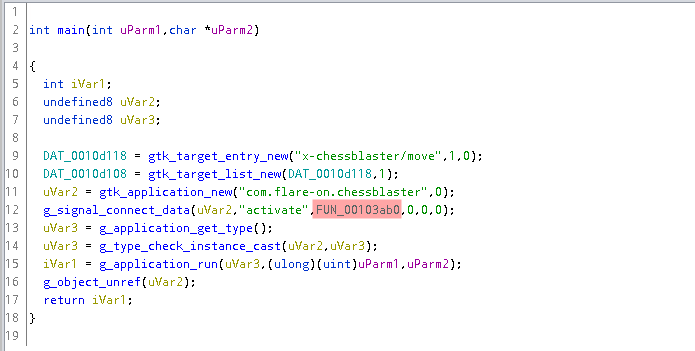 1
2 int main(int uParm1,char *uParm2)
3
4 {
5 int iVar1;
6 undefined8 uVar2;
7 undefined8 uVar3;
8
9 DAT_0010d118 = gtk_target_entry_new("x-chessblaster/move",1,0);
10 DAT_0010d108 = gtk_target_list_new(DAT_0010d118,1);
11 uVar2 = gtk_application_new("com.flare-on.chessblaster",0);
12 g_signal_connect_data(uVar2,"activate",FUN_00103ab0,0,0,0);
13 uVar3 = g_application_get_type();
14 uVar3 = g_type_check_instance_cast(uVar2,uVar3);
15 iVar1 = g_application_run(uVar3,(ulong)(uint)uParm1,uParm2);
16 g_object_unref(uVar2);
17 return iVar1;
18 }
19